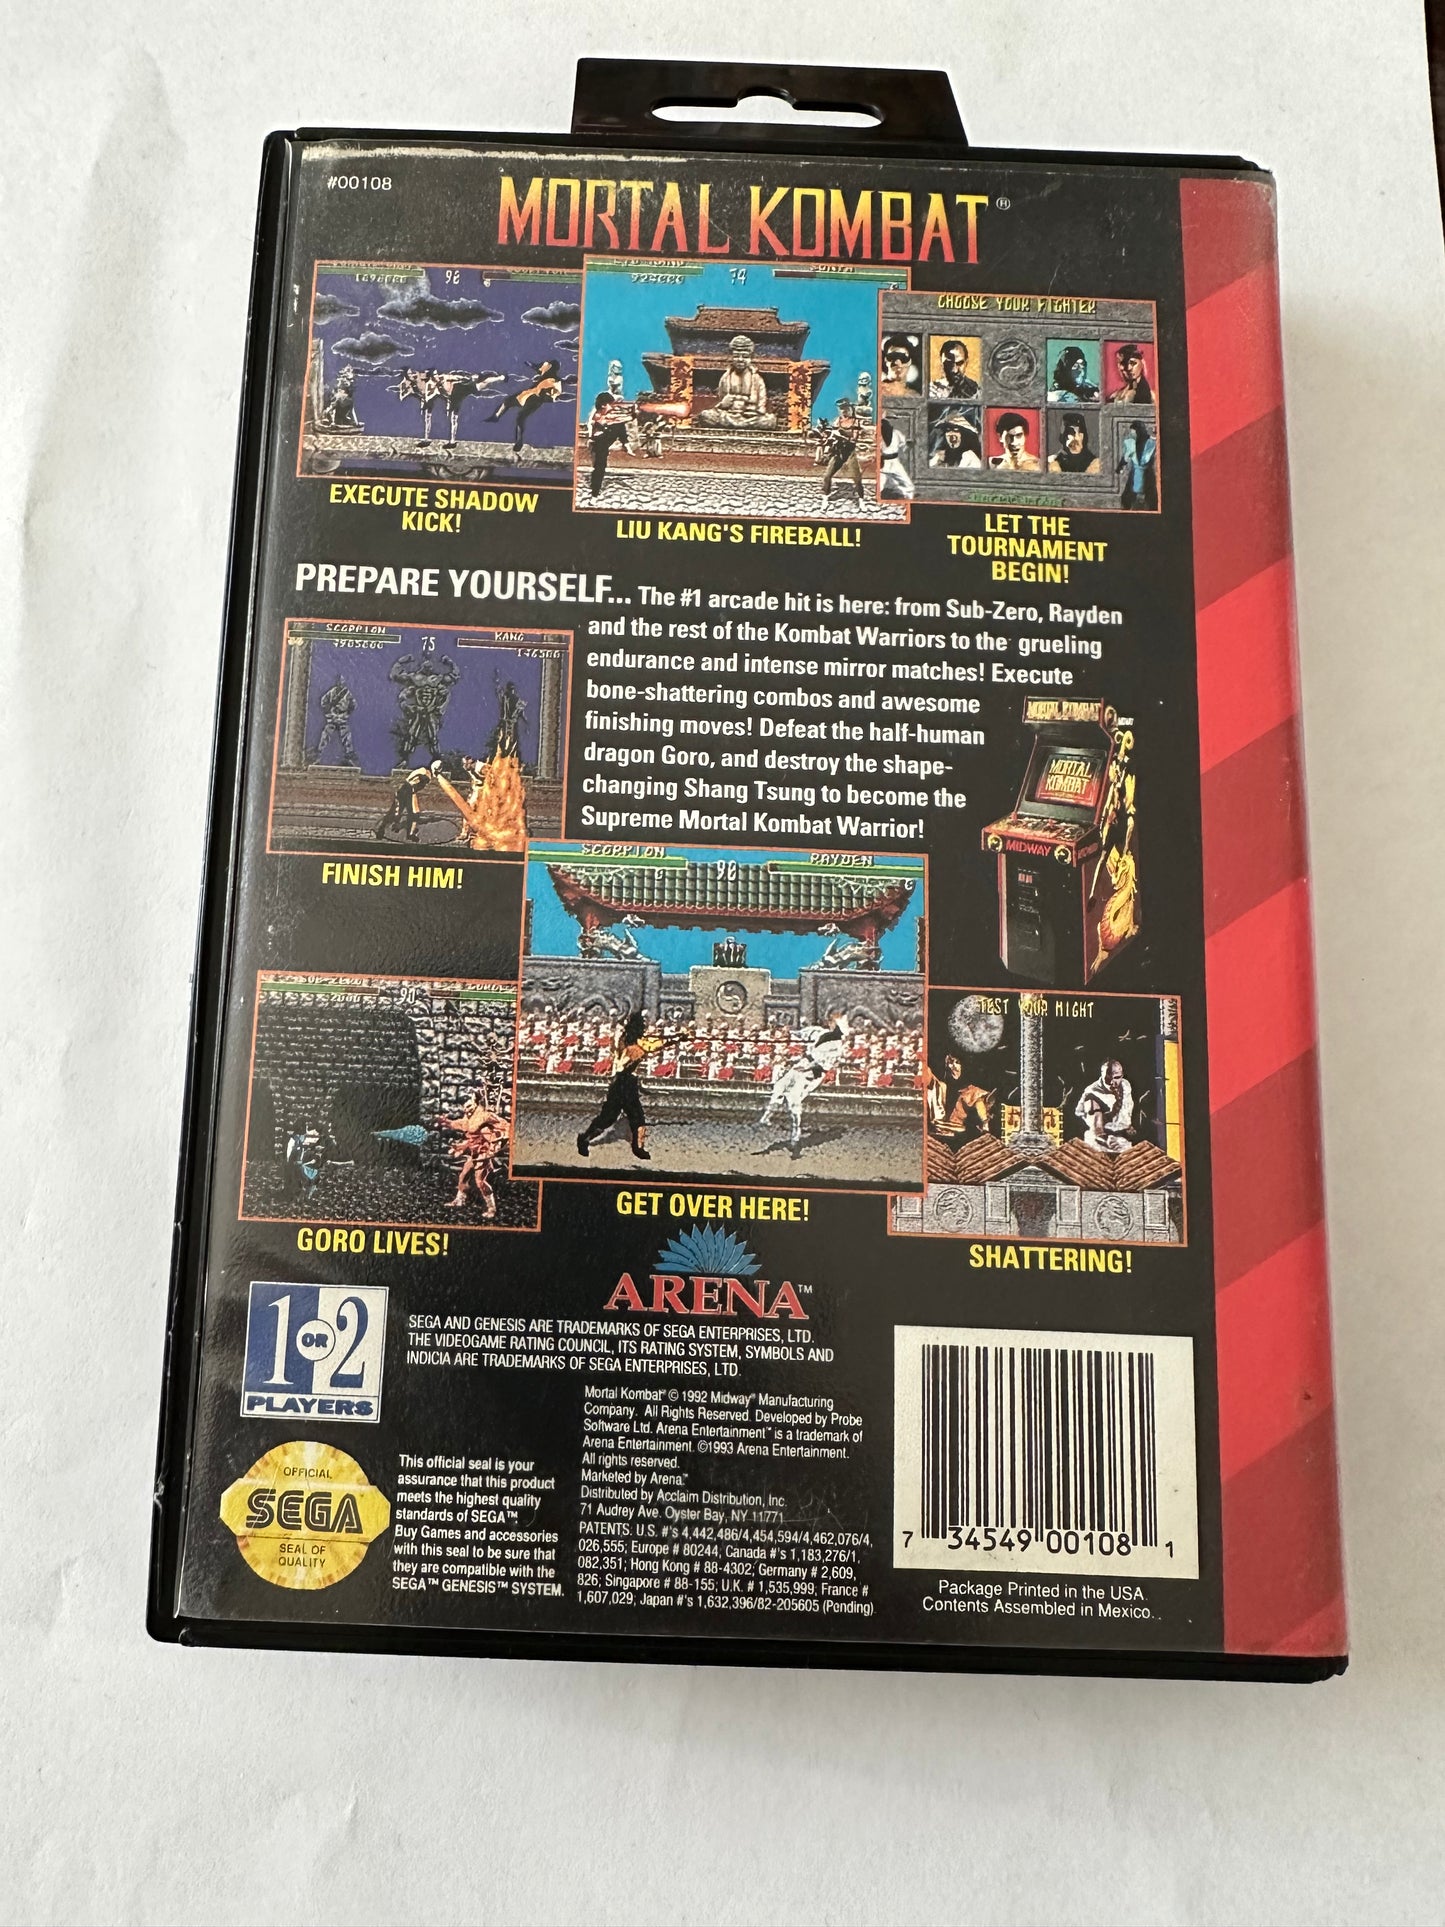 #00108
MORTAL KOMBAT®
98
74
CHOOSE YOUR FIGHTER
EXECUTE SHADOW
KICK!
LIU KANG'S FIREBALL!
LET THE
TOURNAMENT
BEGIN!
PREPARE YOURSELF... The #1 arcade hit is here: from Sub-Zero, Rayden
and the rest of the Kombat Warriors to the grueling
endurance and intense mirror matches! Execute
bone-shattering combos and awesome
finishing moves! Defeat the half-human
dragon Goro, and destroy the shape-
changing Shang Tsung to become the
Supreme Mortal Kombat Warrior!
SCORPION
75
KANG
MORTAL KOMBAT
MORTAL
KOMBAT
MIDWAY
FINISH HIM!
SCORPION
98
RAYDEN
90
TEST YOUR MIGHT
GET OVER HERE!
GORO LIVES!
SHATTERING!
ARENA™
1 OR 2
PLAYERS
SEGA AND GENESIS ARE TRADEMARKS OF SEGA ENTERPRISES, LTD.
THE VIDEOGAME RATING COUNCIL, ITS RATING SYSTEM, SYMBOLS AND
INDICIA ARE TRADEMARKS OF SEGA ENTERPRISES, LTD.
Mortal Kombat® © 1992 Midway® Manufacturing
Company. All Rights Reserved. Developed by Probe
Software Ltd. Arena Entertainment™ is a trademark of
Arena Entertainment. ©1993 Arena Entertainment.
All rights reserved.
Marketed by Arena.™
Distributed by Acclaim Distribution, Inc.
71 Audrey Ave. Oyster Bay, NY 11771
PATENTS: U.S. #'s 4,442,486/4,454,594/4,462,076/4,
026,555; Europe # 80244; Canada #'s 1,183,276/1,
082,351; Hong Kong # 88-4302; Germany # 2,609,
826; Singapore # 88-155; U.K. # 1,535,999; France #
1,607,029; Japan #'s 1,632,396/82-205605 (Pending)
OFFICIAL
SEGA
SEAL OF
QUALITY
This official seal is your
assurance that this product
meets the highest quality
standards of SEGA™.
Buy Games and accessories
with this seal to be sure that
they are compatible with the
SEGA™ GENESIS™ SYSTEM.
7 34549 00108 1
Package Printed in the USA.
Contents Assembled in Mexico.